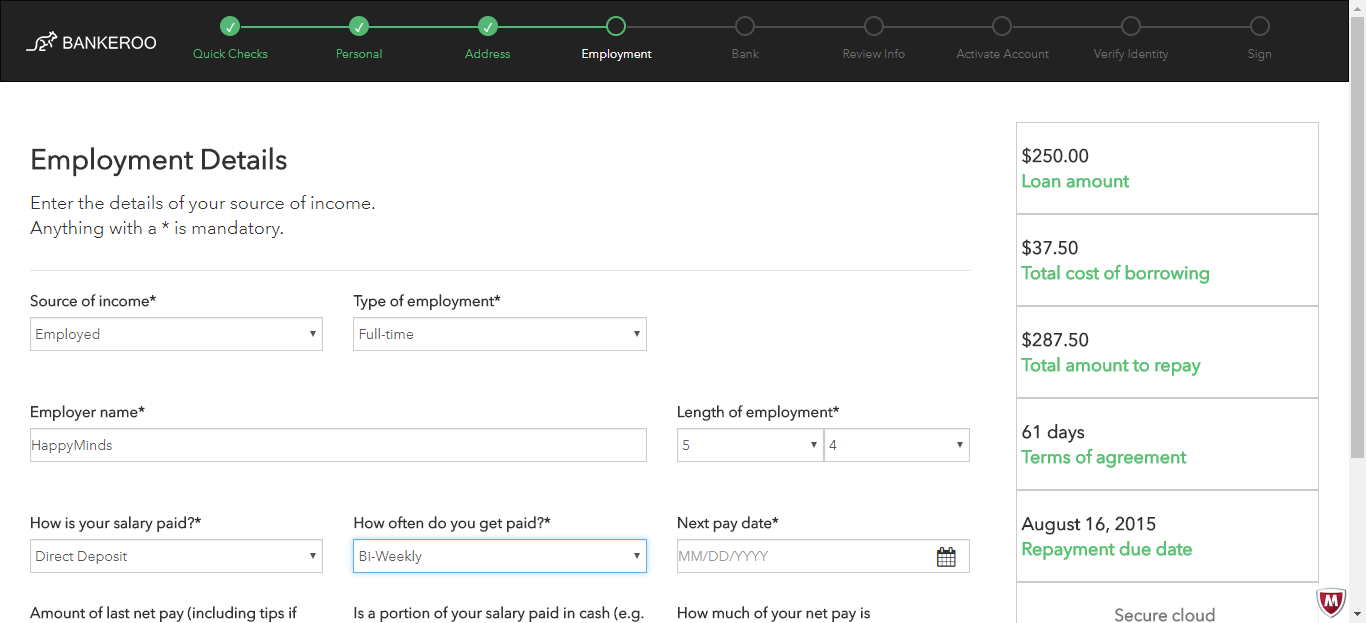 BANKEROO
Quick Checks
Personal
Address
Employment
Bank
Review Info
Activate Account
Verify Identity
Sign
Employment Details
Enter the details of your source of income.
Anything with a * is mandatory.
Source of income*
Type of employment*
Employed
Full-time
Employer name*
Length of employment*
HappyMinds
5
4
How is your salary paid?*
How often do you get paid?*
Next pay date*
Direct Deposit
Bi-Weekly
MM/DD/YYYY
Amount of last net pay (including tips if
Is a portion of your salary paid in cash (e.g.
How much of your net pay is
$250.00
Loan amount
$37.50
Total cost of borrowing
$287.50
Total amount to repay
61 days
Terms of agreement
August 16, 2015
Repayment due date
Secure cloud
M